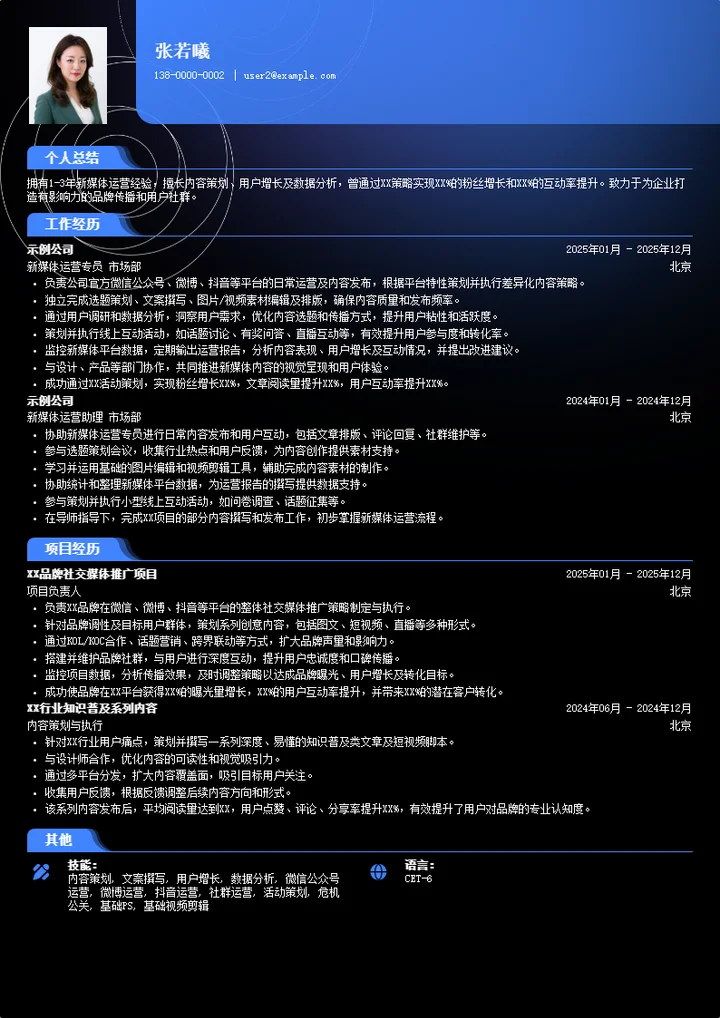 张若曦
138-0000-0002 | user2@example.com
个人总结
拥有1-3年新媒体运营经验，擅长内容策划、用户增长及数据分析，曾通过XX策略实现XX%的粉丝增长和XX%的互动率提升。致力于为企业打
造有影响力的品牌传播和用户社群。
工作经历
示例公司 2025年01月 - 2025年12月
新媒体运营专员 市场部 北京
• 负责公司官方微信公众号、微博、抖音等平台的日常运营及内容发布，根据平台特性策划并执行差异化内容策略。
• 独立完成选题策划、文案撰写、图片/视频素材编辑及排版，确保内容质量和发布频率。
• 通过用户调研和数据分析，洞察用户需求，优化内容选题和传播方式，提升用户粘性和活跃度。
• 策划并执行线上互动活动，如话题讨论、有奖问答、直播互动等，有效提升用户参与度和转化率。
• 监控新媒体平台数据，定期输出运营报告，分析内容表现、用户增长及互动情况，并提出改进建议。
• 与设计、产品等部门协作，共同推进新媒体内容的视觉呈现和用户体验。
• 成功通过XX活动策划，实现粉丝增长XX%，文章阅读量提升XX%，用户互动率提升XX%。
示例公司 2024年01月 - 2024年12月
新媒体运营助理 市场部 北京
• 协助新媒体运营专员进行日常内容发布和用户互动，包括文章排版、评论回复、社群维护等。
• 参与选题策划会议，收集行业热点和用户反馈，为内容创作提供素材支持。
• 学习并运用基础的图片编辑和视频剪辑工具，辅助完成内容素材的制作。
• 协助统计和整理新媒体平台数据，为运营报告的撰写提供数据支持。
• 参与策划并执行小型线上互动活动，如问卷调查、话题征集等。
• 在导师指导下，完成XX项目的部分内容撰写和发布工作，初步掌握新媒体运营流程。
项目经历
XX品牌社交媒体推广项目 2025年01月 - 2025年12月
项目负责人 北京
• 负责XX品牌在微信、微博、抖音等平台的整体社交媒体推广策略制定与执行。
• 针对品牌调性及目标用户群体，策划系列创意内容，包括图文、短视频、直播等多种形式。
• 通过KOL/KOC合作、话题营销、跨界联动等方式，扩大品牌声量和影响力。
• 搭建并维护品牌社群，与用户进行深度互动，提升用户忠诚度和口碑传播。
• 监控项目数据，分析传播效果，及时调整策略以达成品牌曝光、用户增长及转化目标。
• 成功使品牌在XX平台获得XX%的曝光量增长，XX%的用户互动率提升，并带来XX%的潜在客户转化。
XX行业知识普及系列内容 2024年06月 - 2024年12月
内容策划与执行 北京
• 针对XX行业用户痛点，策划并撰写一系列深度、易懂的知识普及类文章及短视频脚本。
• 与设计师合作，优化内容的可读性和视觉吸引力。
• 通过多平台分发，扩大内容覆盖面，吸引目标用户关注。
• 收集用户反馈，根据反馈调整后续内容方向和形式。
• 该系列内容发布后，平均阅读量达到XX，用户点赞、评论、分享率提升XX%，有效提升了用户对品牌的专业认知度。
其他
技能：
内容策划, 文案撰写, 用户增长, 数据分析, 微信公众号
运营, 微博运营, 抖音运营, 社群运营, 活动策划, 危机
公关, 基础PS, 基础视频剪辑
语言：
CET-6